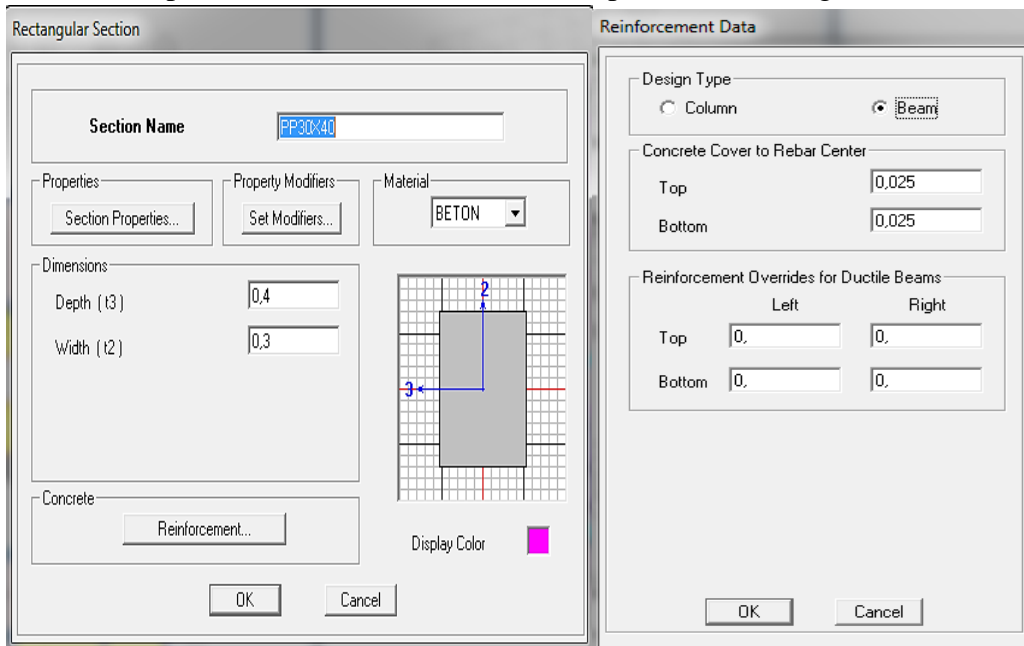 Rectangular Section
Section Name PP30X40
Properties
Section Properties...
Property Modifiers
Set Modifiers...
Material
BETON
Dimensions
Depth ( t3 ) 0,4
Width ( t2 ) 0,3
2
3
Concrete
Reinforcement...
Display Color
OK Cancel
Reinforcement Data
Design Type
Column Beam
Concrete Cover to Rebar Center
Top 0,025
Bottom 0,025
Reinforcement Overrides for Ductile Beams
Left Right
Top 0, 0,
Bottom 0, 0,
OK Cancel